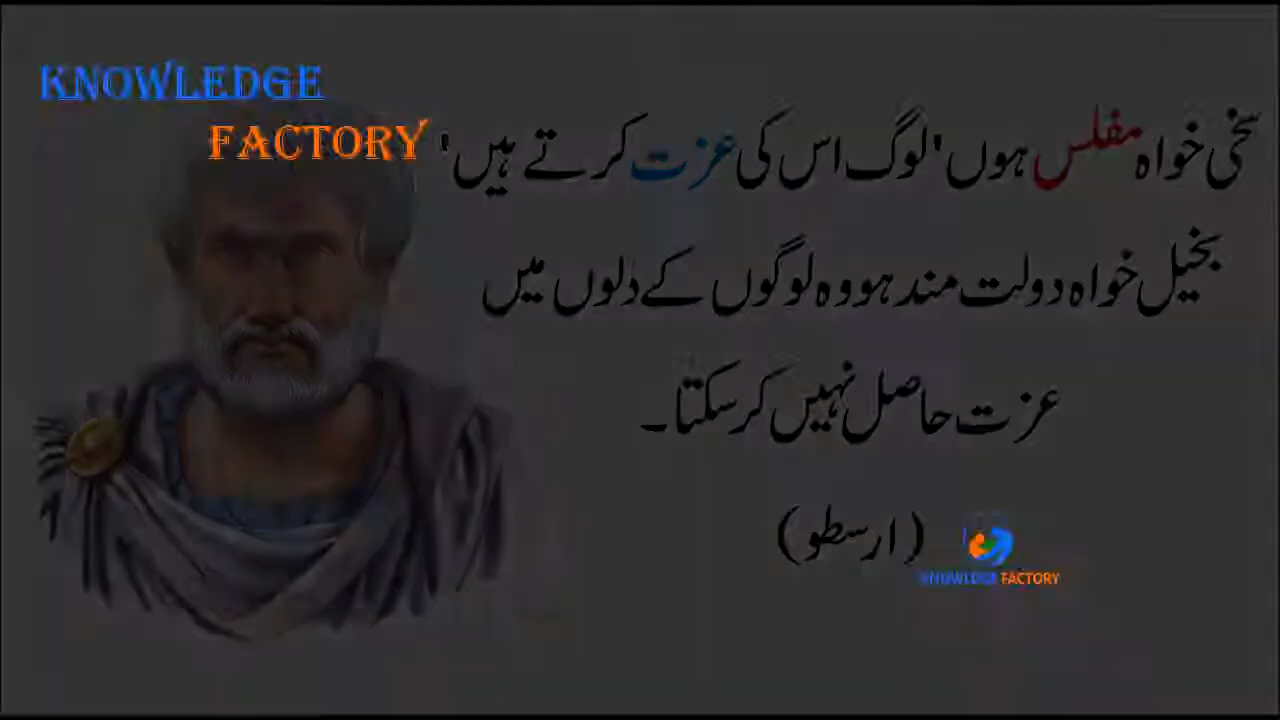 KNOWLEDGE
FACTORY
سخی خواہ مفلس ہوں' لوگ اس کی عزت کرتے ہیں'
بخیل خواہ دولت مند ہو وہ لوگوں کے دلوں میں
عزت حاصل نہیں کر سکتا۔
(ارسطو)
KNOWLEDGE FACTORY